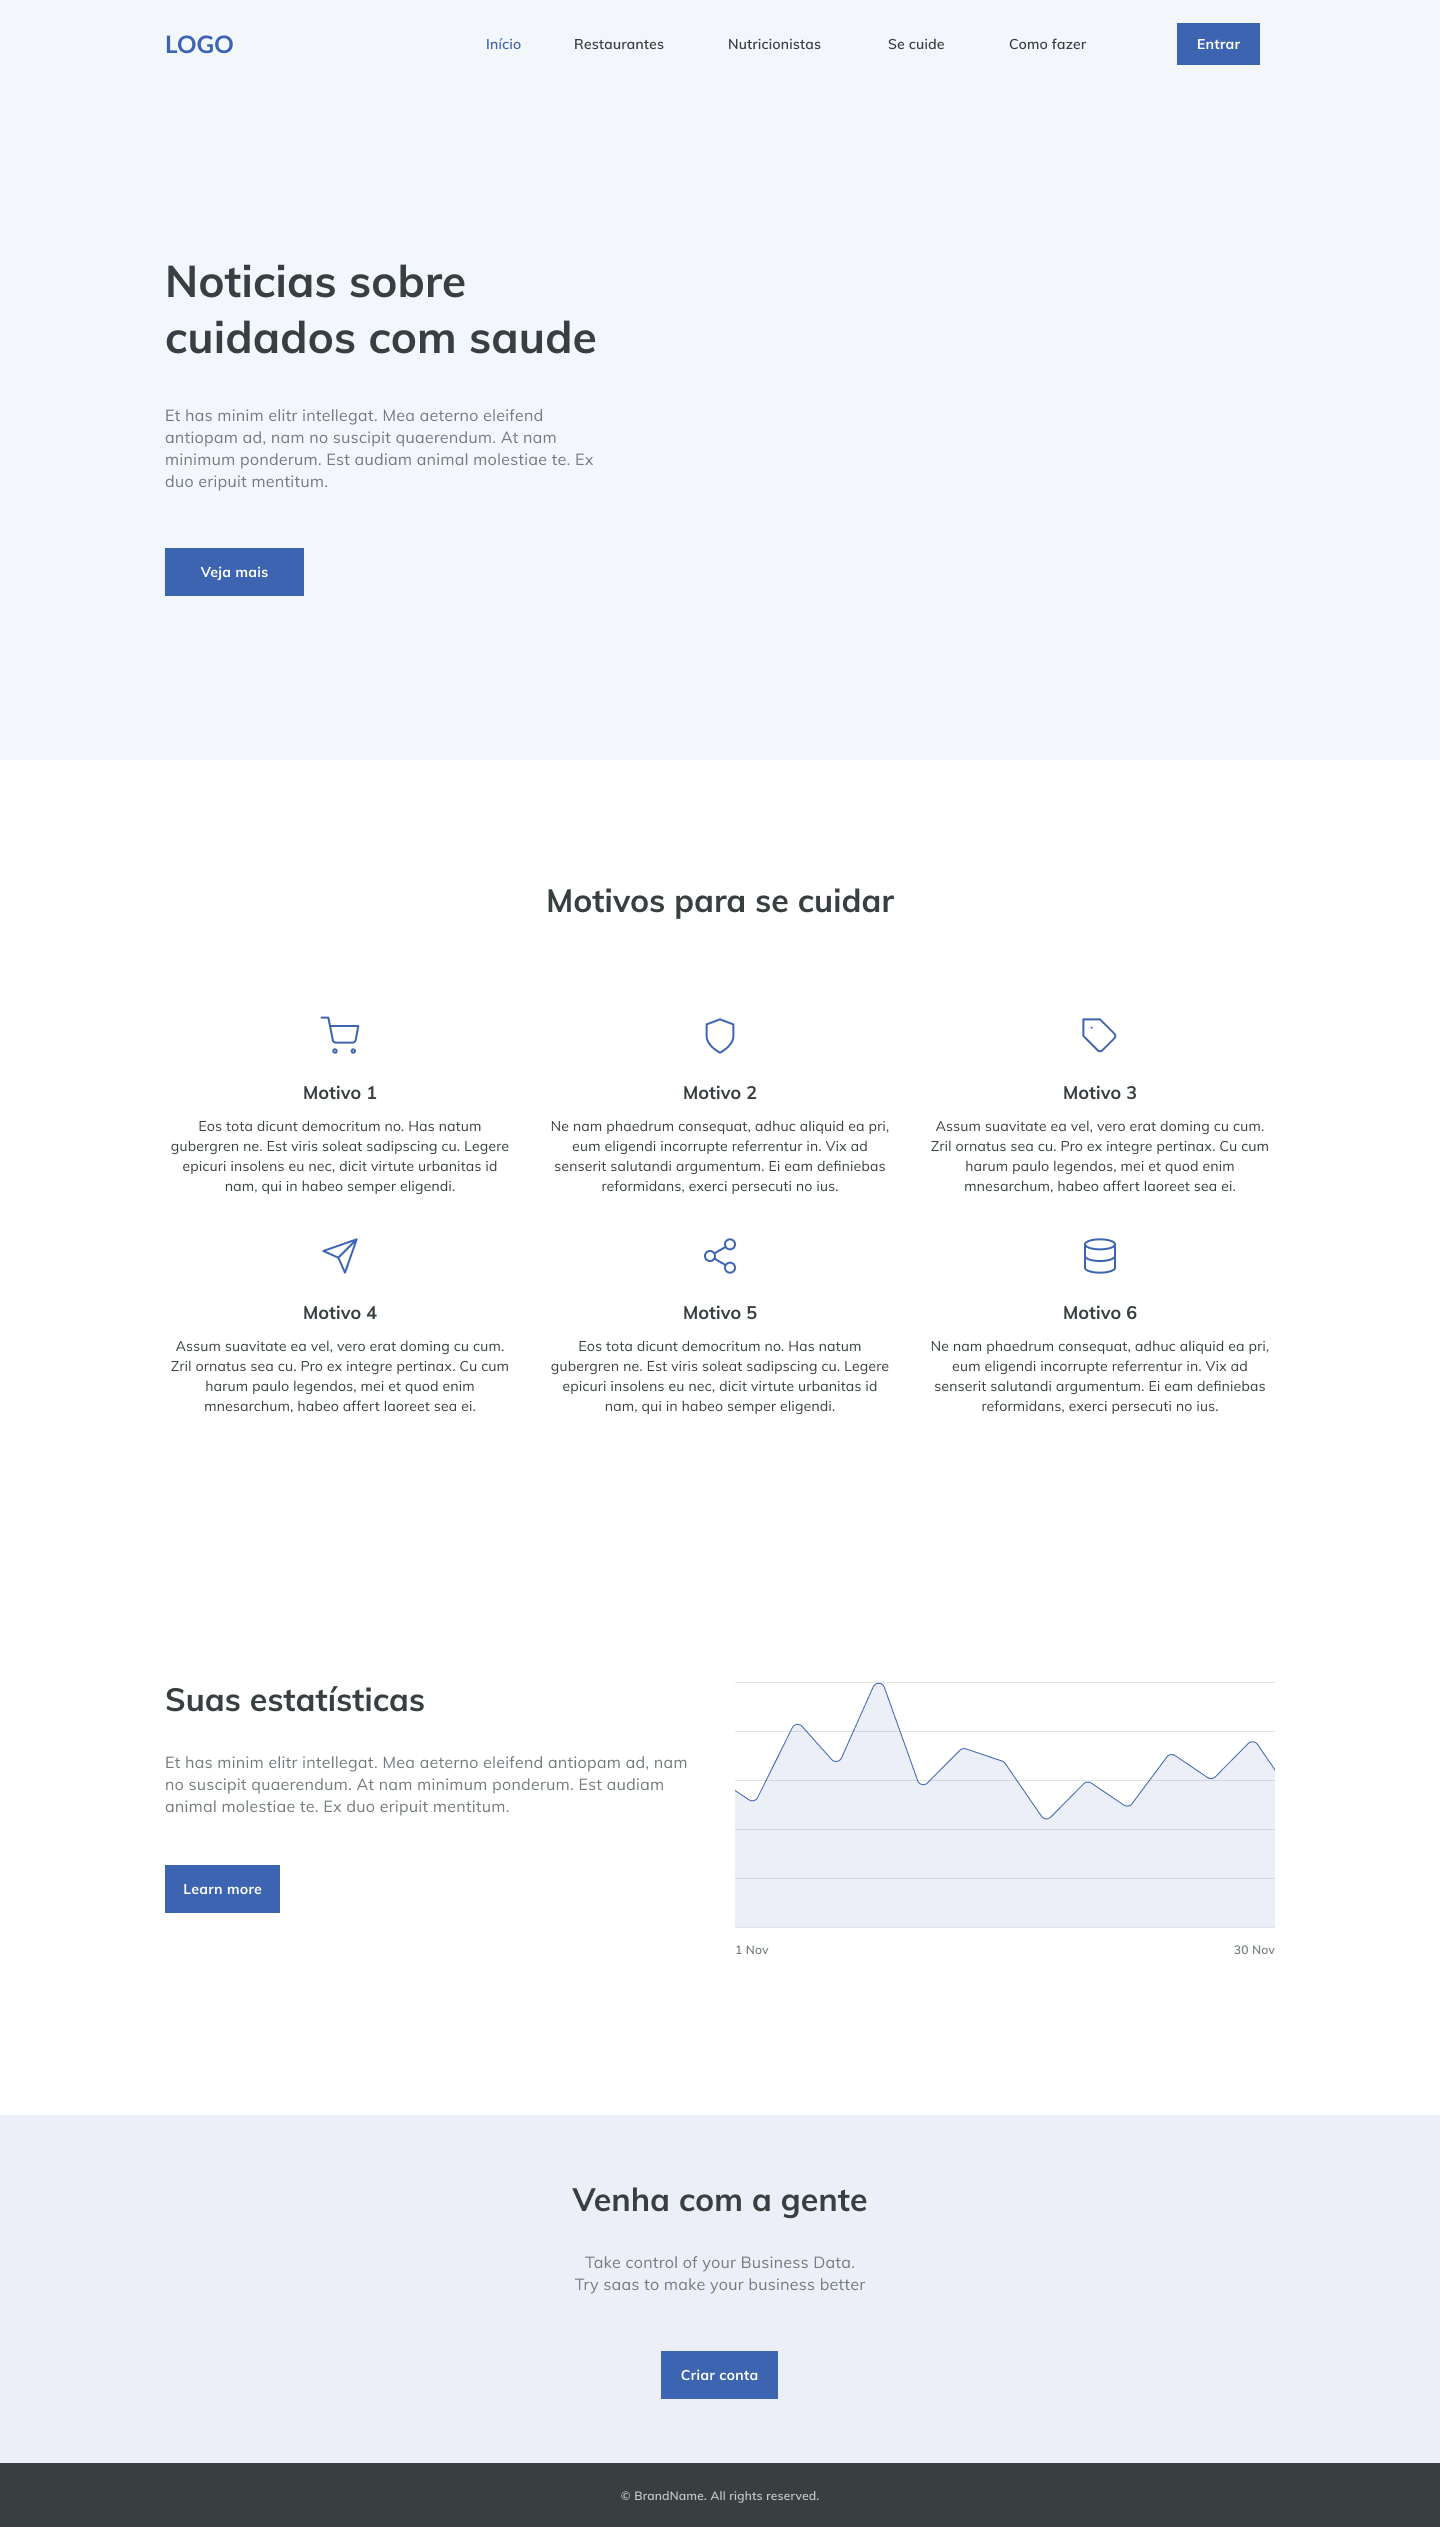 LOGO
Início
Restaurantes
Nutricionistas
Se cuide
Como fazer
Entrar
Noticias sobre
cuidados com saude
Et has minim elitr intellegat. Mea aeterno eleifend
antiopam ad, nam no suscipit quaerendum. At nam
minimum ponderum. Est audiam animal molestiae te. Ex
duo eripuit mentitum.
Veja mais
Motivos para se cuidar
Motivo 1
Eos tota dicunt democritum no. Has natum
gubergren ne. Est viris soleat sadipscing cu. Legere
epicuri insolens eu nec, dicit virtute urbanitas id
nam, qui in habeo semper eligendi.
Motivo 2
Ne nam phaedrum consequat, adhuc aliquid ea pri,
eum eligendi incorrupte referrentur in. Vix ad
senserit salutandi argumentum. Ei eam definiebas
reformidans, exerci persecuti no ius.
Motivo 3
Assum suavitate ea vel, vero erat doming cu cum.
Zril ornatus sea cu. Pro ex integre pertinax. Cu cum
harum paulo legendos, mei et quod enim
mnesarchum, habeo affert laoreet sea ei.
Motivo 4
Assum suavitate ea vel, vero erat doming cu cum.
Zril ornatus sea cu. Pro ex integre pertinax. Cu cum
harum paulo legendos, mei et quod enim
mnesarchum, habeo affert laoreet sea ei.
Motivo 5
Eos tota dicunt democritum no. Has natum
gubergren ne. Est viris soleat sadipscing cu. Legere
epicuri insolens eu nec, dicit virtute urbanitas id
nam, qui in habeo semper eligendi.
Motivo 6
Ne nam phaedrum consequat, adhuc aliquid ea pri,
eum eligendi incorrupte referrentur in. Vix ad
senserit salutandi argumentum. Ei eam definiebas
reformidans, exerci persecuti no ius.
Suas estatísticas
Et has minim elitr intellegat. Mea aeterno eleifend antiopam ad, nam
no suscipit quaerendum. At nam minimum ponderum. Est audiam
animal molestiae te. Ex duo eripuit mentitum.
Learn more
1 Nov
30 Nov
Venha com a gente
Take control of your Business Data.
Try saas to make your business better
Criar conta
© BrandName. All rights reserved.